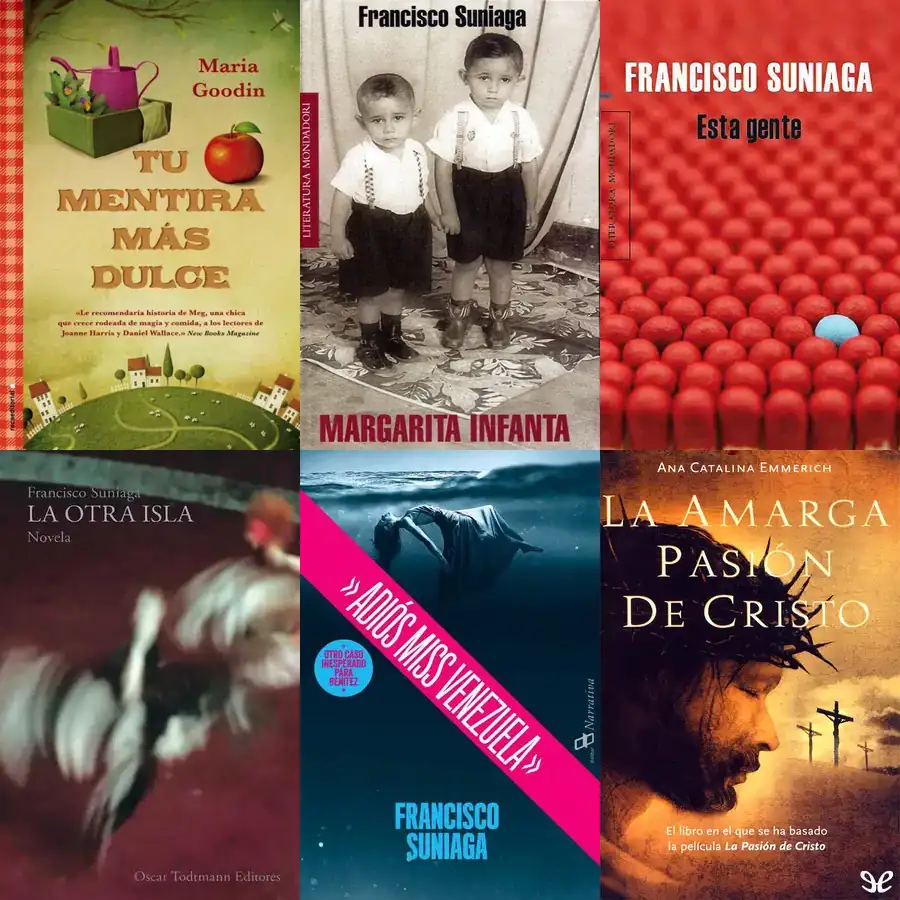 Maria
Goodin
TU
MENTIRA
MÁS
DULCE
«Le recomendaría historia de Meg, una chica
que crece rodeada de magia y comida, a los lectores de
Joanne Harris y Daniel Wallace.» New Books Magazine
Francisco Suniaga
LITERATURA MONDADORI
MARGARITA INFANTA
FRANCISCO SUNIAGA
Esta gente
LITERATURA MONDADORI
Francisco Suniaga
LA OTRA ISLA
Novela
Oscar Todtmann Editores
»ADIÓS MISS VENEZUELA»
OTRO CASO
INESPERADO
PARA
BENÍTEZ
Narrativa
FRANCISCO
SUNIAGA
ANA CATALINA EMMERICH
LA AMARGA
PASIÓN
DE CRISTO
El libro en el que se ha basado
la película La Pasión de Cristo